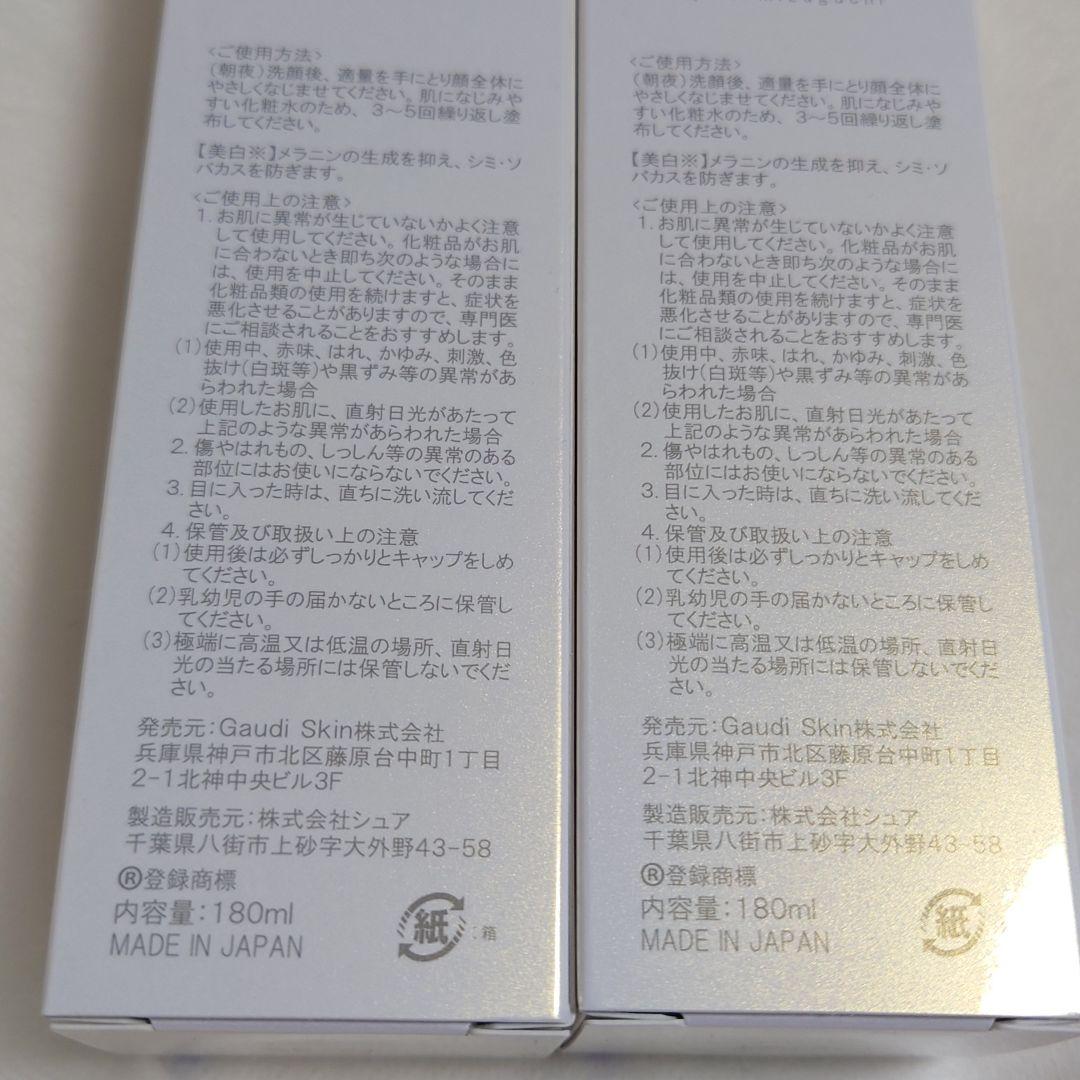 <ご使用方法>
(朝夜)洗顔後、適量を手にとり顔全体に
やさしくなじませてください。肌になじみや
すい化粧水のため、3〜5回繰り返し塗
布してください。
【美白※】メラニンの生成を抑え、シミ・ソ
バカスを防ぎます。
<ご使用上の注意>
1. お肌に異常が生じていないかよく注意
して使用してください。化粧品がお肌
に合わないとき即ち次のような場合に
は、使用を中止してください。そのまま
化粧品類の使用を続けますと、症状を
悪化させることがありますので、専門医
にご相談されることをおすすめします。
(1)使用中、赤味、はれ、かゆみ、刺激、色
抜け(白斑等)や黒ずみ等の異常があ
らわれた場合
(2)使用したお肌に、直射日光があたって
上記のような異常があらわれた場合
2. 傷やはれもの、しっしん等の異常のある
部位にはお使いにならないでください。
3. 目に入った時は、直ちに洗い流してくだ
さい。
4. 保管及び取扱い上の注意
(1)使用後は必ずしっかりとキャップをしめ
てください。
(2)乳幼児の手の届かないところに保管し
てください。
(3)極端に高温又は低温の場所、直射日
光の当たる場所には保管しないでくだ
さい。
発売元:Gaudi Skin株式会社
兵庫県神戸市北区藤原台中町1丁目
2-1北神中央ビル3F
製造販売元:株式会社シュア
千葉県八街市上砂字大外野43-58
®登録商標
内容量:180ml
MADE IN JAPAN
紙
:箱
<ご使用方法>
(朝夜)洗顔後、適量を手にとり顔全体に
やさしくなじませてください。肌になじみや
すい化粧水のため、3〜5回繰り返し塗
布してください。
【美白※】メラニンの生成を抑え、シミ・ソ
バカスを防ぎます。
<ご使用上の注意>
1. お肌に異常が生じていないかよく注意
して使用してください。化粧品がお肌
に合わないとき即ち次のような場合に
は、使用を中止してください。そのまま
化粧品類の使用を続けますと、症状を
悪化させることがありますので、専門医
にご相談されることをおすすめします。
(1)使用中、赤味、はれ、かゆみ、刺激、色
抜け(白斑等)や黒ずみ等の異常があ
らわれた場合
(2)使用したお肌に、直射日光があたって
上記のような異常があらわれた場合
2. 傷やはれもの、しっしん等の異常のある
部位にはお使いにならないでください。
3. 目に入った時は、直ちに洗い流してくだ
さい。
4. 保管及び取扱い上の注意
(1)使用後は必ずしっかりとキャップをしめ
てください。
(2)乳幼児の手の届かないところに保管し
てください。
(3)極端に高温又は低温の場所、直射日
光の当たる場所には保管しないでくだ
さい。
発売元:Gaudi Skin株式会社
兵庫県神戸市北区藤原台中町1丁目
2-1北神中央ビル3F
製造販売元:株式会社シュア
千葉県八街市上砂字大外野43-58
®登録商標
内容量:180ml
MADE IN JAPAN
紙